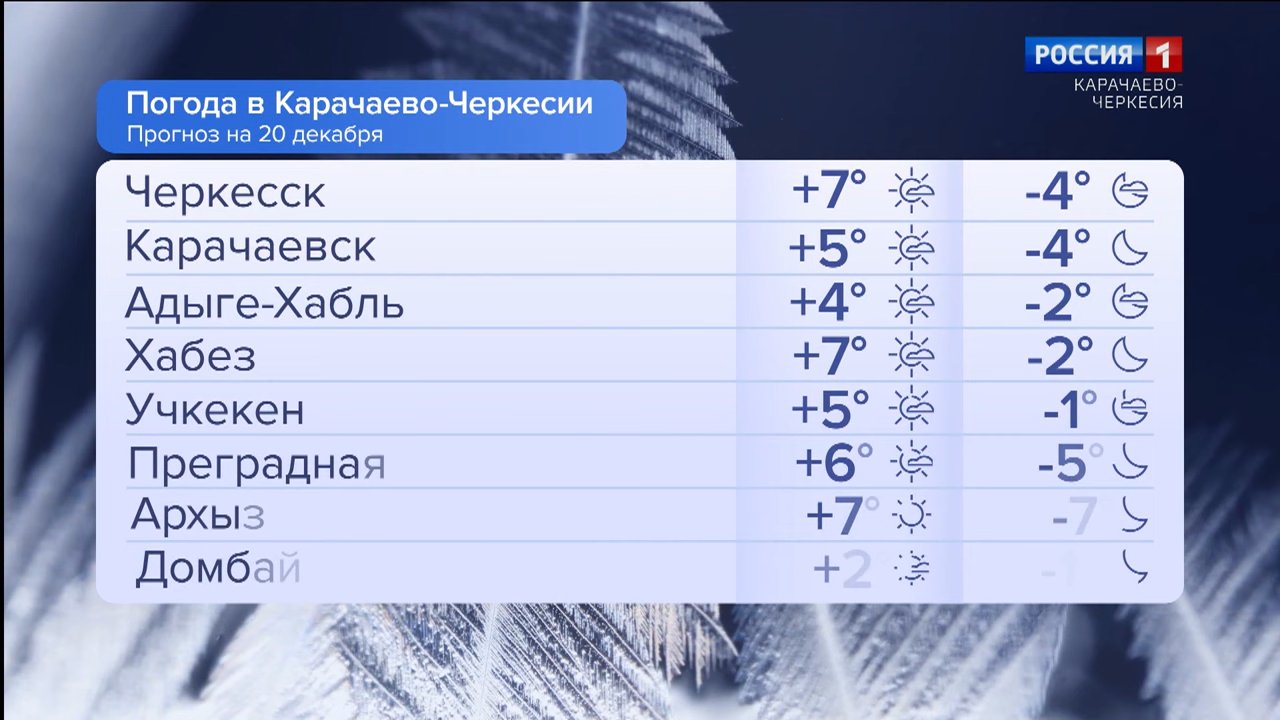 РОССИЯ 1
КАРАЧАЕВО-
ЧЕРКЕСИЯ
Погода в Карачаево-Черкесии
Прогноз на 20 декабря
Черкесск +7° -4°
Карачаевск +5° -4°
Адыге-Хабль +4° -2°
Хабез +7° -2°
Учкекен +5° -1°
Преградная +6° -5°
Архыз +7° -7
Домбай +2